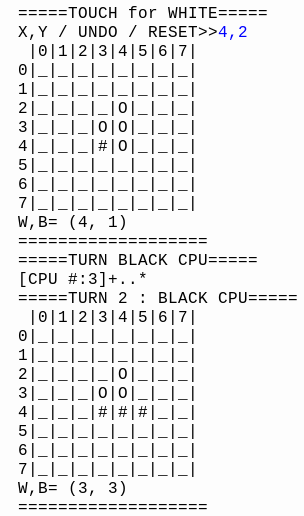 =====TOUCH for WHITE=====
X,Y / UNDO / RESET>>4,2
 |0|1|2|3|4|5|6|7|
0|_|_|_|_|_|_|_|_|
1|_|_|_|_|_|_|_|_|
2|_|_|_|_|O|_|_|_|
3|_|_|_|O|O|_|_|_|
4|_|_|_|#|O|_|_|_|
5|_|_|_|_|_|_|_|_|
6|_|_|_|_|_|_|_|_|
7|_|_|_|_|_|_|_|_|
W,B= (4, 1)
===================
=====TURN BLACK CPU=====
[CPU #:3]+..*
=====TURN 2 : BLACK CPU=====
 |0|1|2|3|4|5|6|7|
0|_|_|_|_|_|_|_|_|
1|_|_|_|_|_|_|_|_|
2|_|_|_|_|O|_|_|_|
3|_|_|_|O|O|_|_|_|
4|_|_|_|#|#|#|_|_|
5|_|_|_|_|_|_|_|_|
6|_|_|_|_|_|_|_|_|
7|_|_|_|_|_|_|_|_|
W,B= (3, 3)
===================